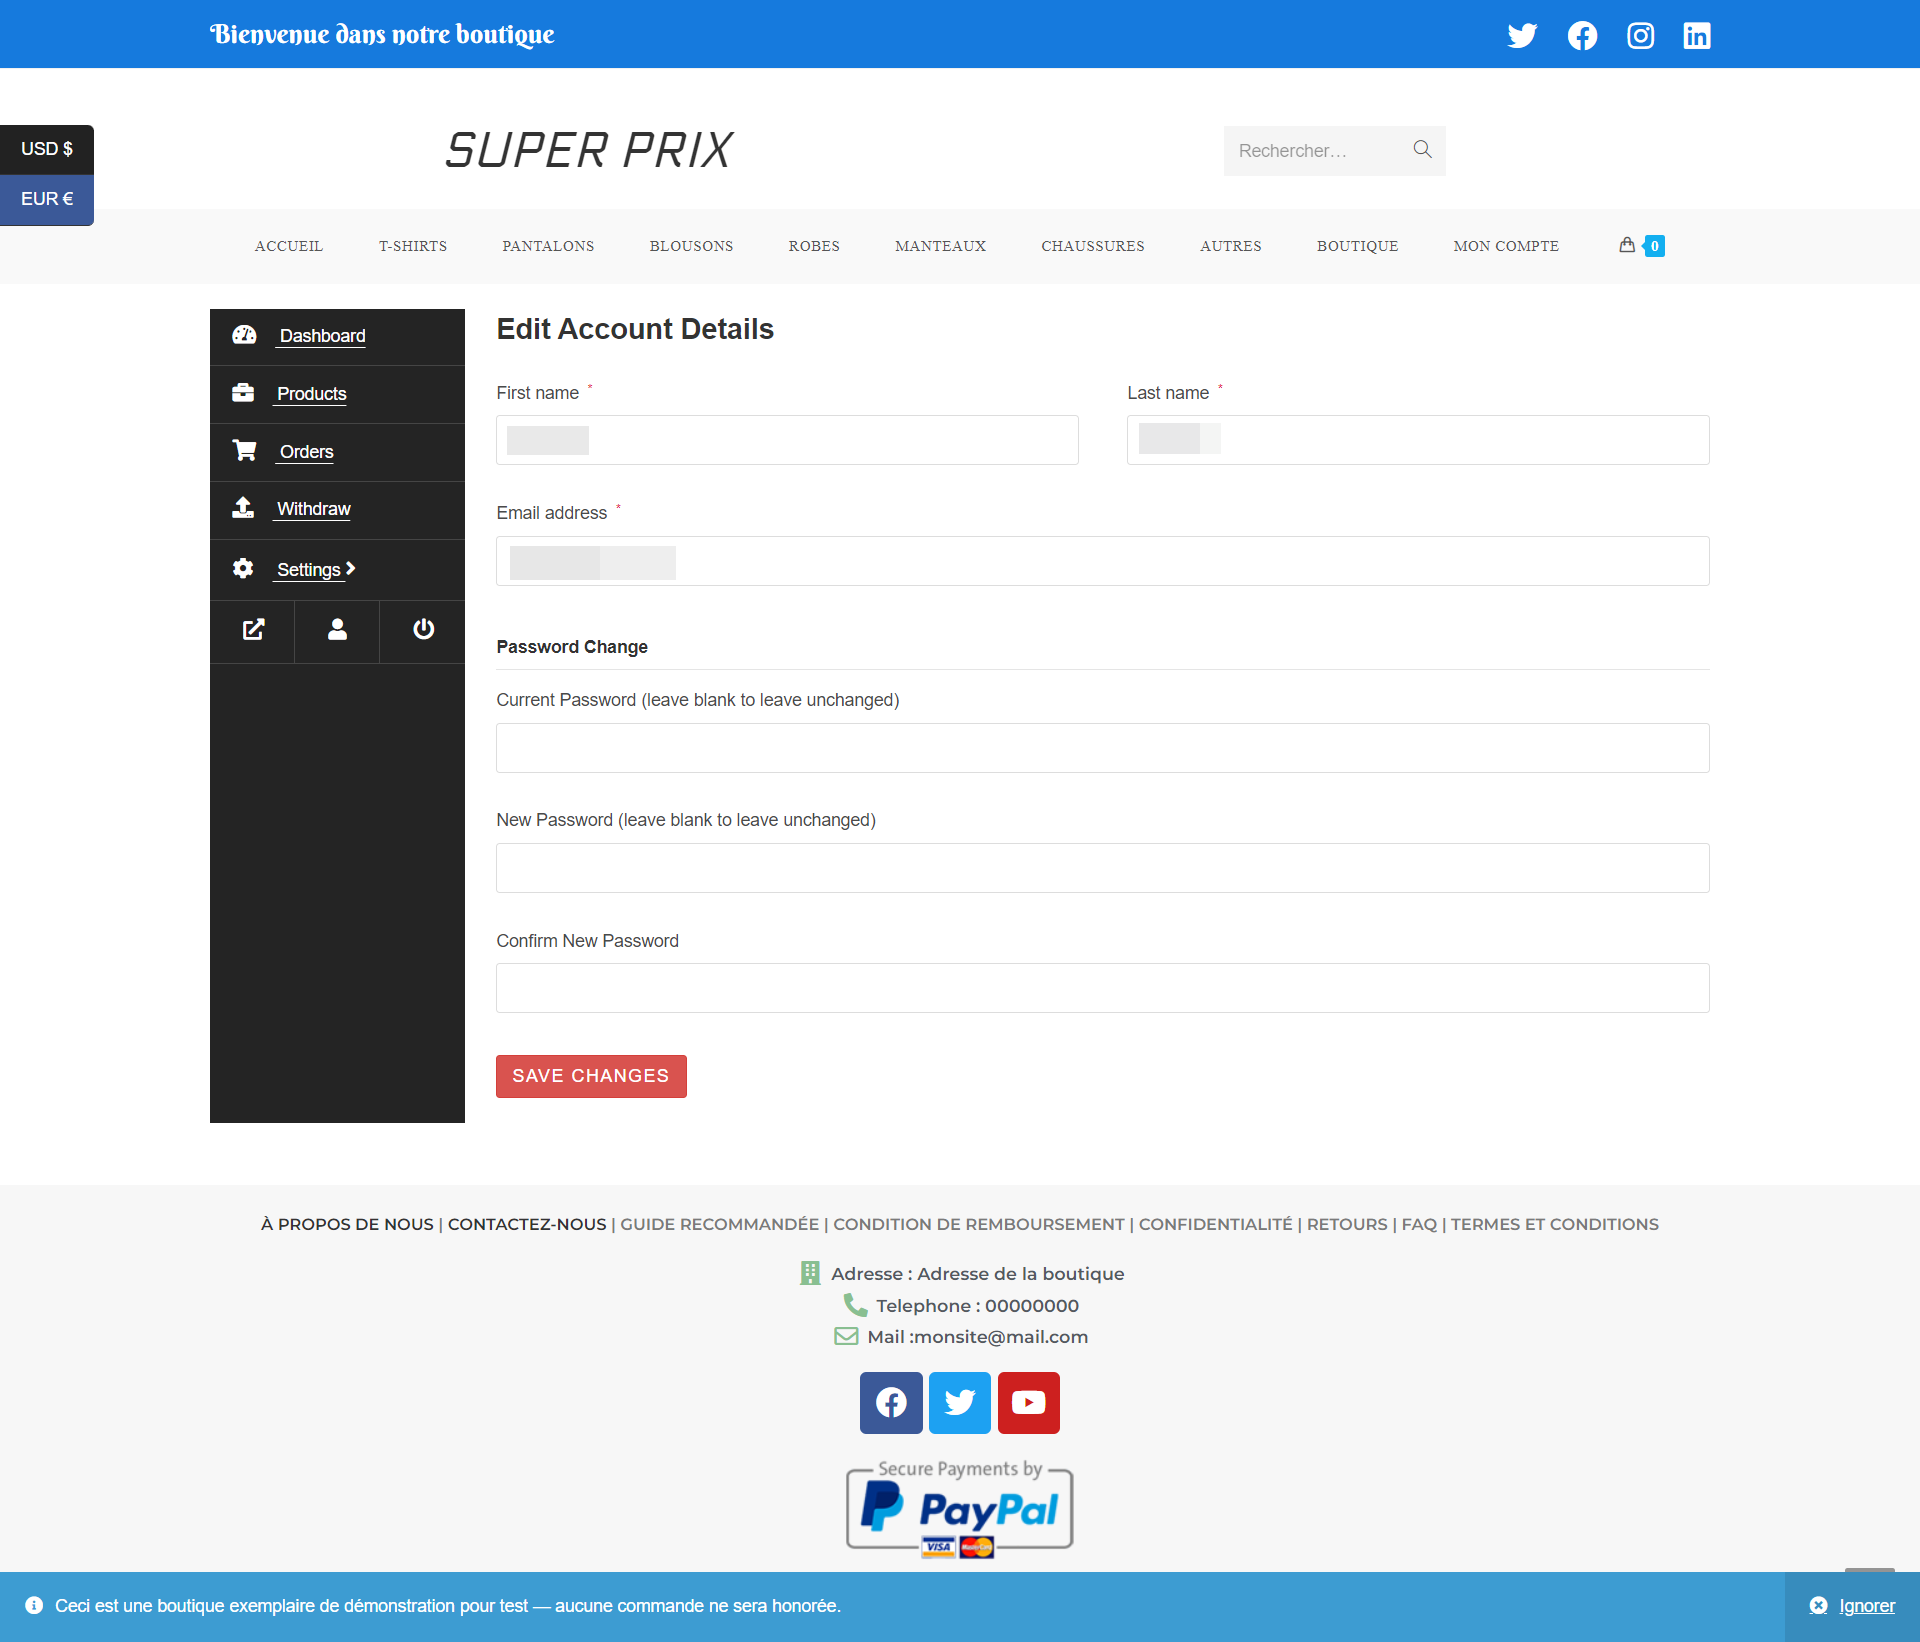 Bienvenue dans notre boutique
USD $
EUR €
SUPER PRIX
Rechercher...
ACCUEIL T-SHIRTS PANTALONS BLOUSONS ROBES MANTEAUX CHAUSSURES AUTRES BOUTIQUE MON COMPTE 0
Dashboard
Products
Orders
Withdraw
Settings
Edit Account Details
First name *
Last name *
Email address *
Password Change
Current Password (leave blank to leave unchanged)
New Password (leave blank to leave unchanged)
Confirm New Password
SAVE CHANGES
À PROPOS DE NOUS | CONTACTEZ-NOUS | GUIDE RECOMMANDÉE | CONDITION DE REMBOURSEMENT | CONFIDENTIALITÉ | RETOURS | FAQ | TERMES ET CONDITIONS
Adresse : Adresse de la boutique
Telephone : 00000000
Mail :monsite@mail.com
Secure Payments by
PayPal
VISA MasterCard
Ceci est une boutique exemplaire de démonstration pour test — aucune commande ne sera honorée.
Ignorer